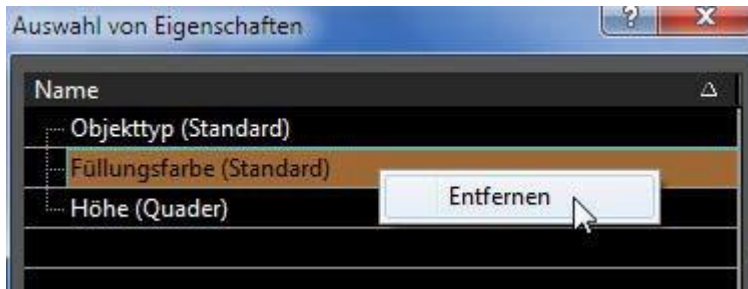 Auswahl von Eigenschaften
Name
Objekttyp (Standard)
Füllungsfarbe (Standard)
Entfernen
Höhe (Quader)